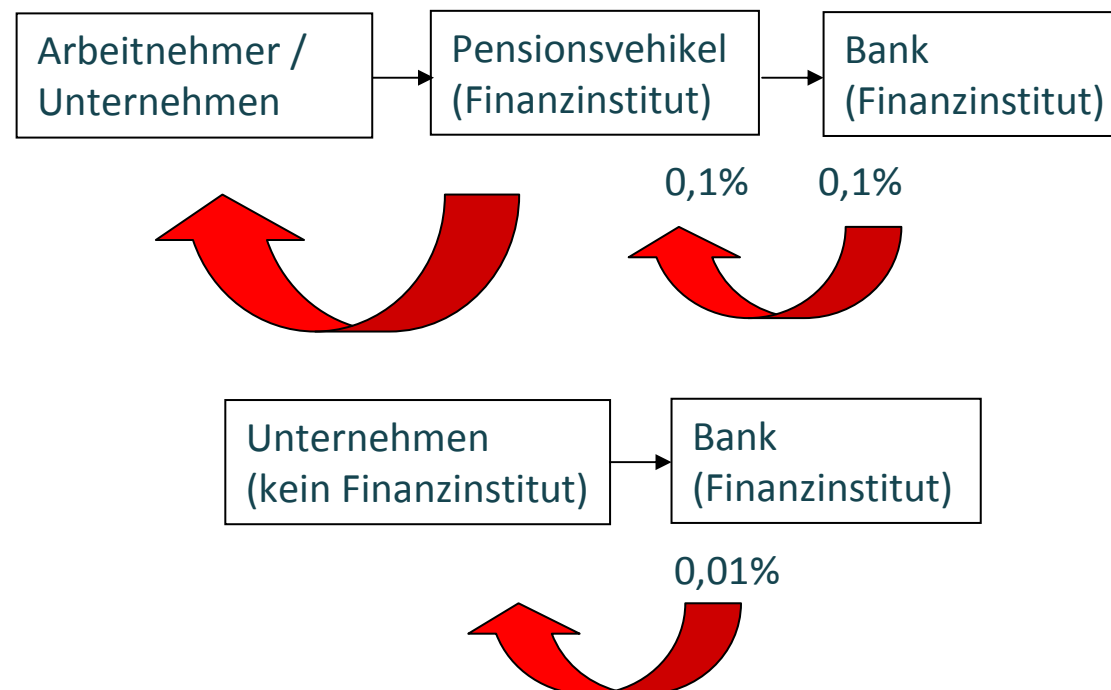 Arbeitnehmer /
Unternehmen
Pensionsvehikel
(Finanzinstitut)
Bank
(Finanzinstitut)
0,1%
0,1%
Unternehmen
(kein Finanzinstitut)
Bank
(Finanzinstitut)
0,01%